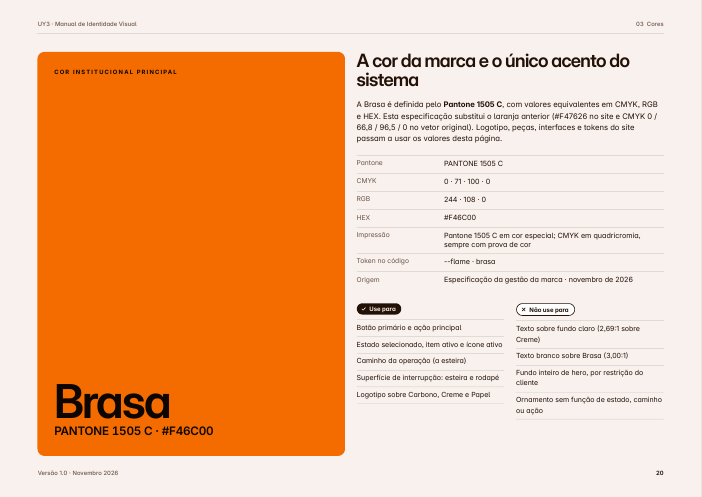 UY3 · Manual de Identidade Visual
03 Cores
COR INSTITUCIONAL PRINCIPAL
Brasa
PANTONE 1505 C · #F46C00
A cor da marca e o único acento do
sistema
A Brasa é definida pelo Pantone 1505 C, com valores equivalentes em CMYK, RGB
e HEX. Esta especificação substitui o laranja anterior (#F47626 no site e CMYK 0 /
66,8 / 96,5 / 0 no vetor original). Logotipo, peças, interfaces e tokens do site
passam a usar os valores desta página.
Pantone PANTONE 1505 C
CMYK 0 · 71 · 100 · 0
RGB 244 · 108 · 0
HEX #F46C00
Impressão Pantone 1505 C em cor especial; CMYK em quadricromia,
sempre com prova de cor
Token no código --flame · brasa
Origem Especificação da gestão da marca · novembro de 2026
✓ Use para
Botão primário e ação principal
Estado selecionado, item ativo e ícone ativo
Caminho da operação (a esteira)
Superfície de interrupção: esteira e rodapé
Logotipo sobre Carbono, Creme e Papel
✕ Não use para
Texto sobre fundo claro (2,69:1 sobre
Creme)
Texto branco sobre Brasa (3,00:1)
Fundo inteiro de hero, por restrição do
cliente
Ornamento sem função de estado, caminho
ou ação
Versão 1.0 · Novembro 2026
20